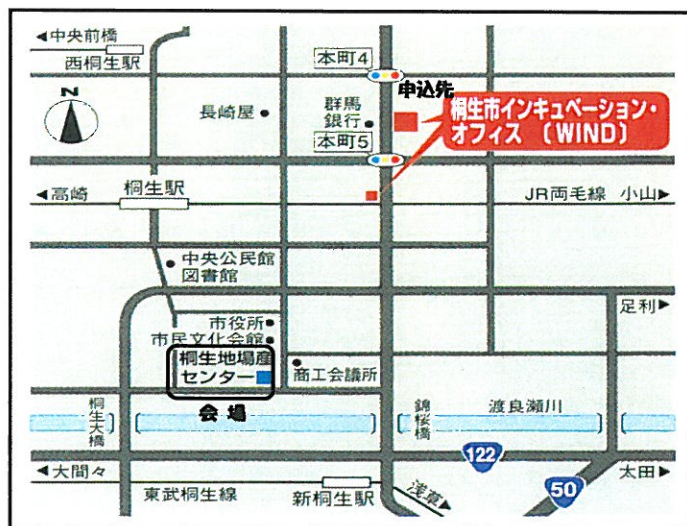 ◀中央前橋
西桐生駅
本町4
申込先
N
長崎屋
群馬
銀行
桐生市インキュベーション・
オフィス (WIND)
本町5
◀高崎
桐生駅
JR両毛線 小山▶
中央公民館
図書館
足利▶
市役所
市民文化会館
桐生地場産
センター
商工会議所
会場
桐生大橋
錦桜橋
渡良瀬川
122
◀大間々
太田▶
東武桐生線
新桐生駅
浅草▶
50